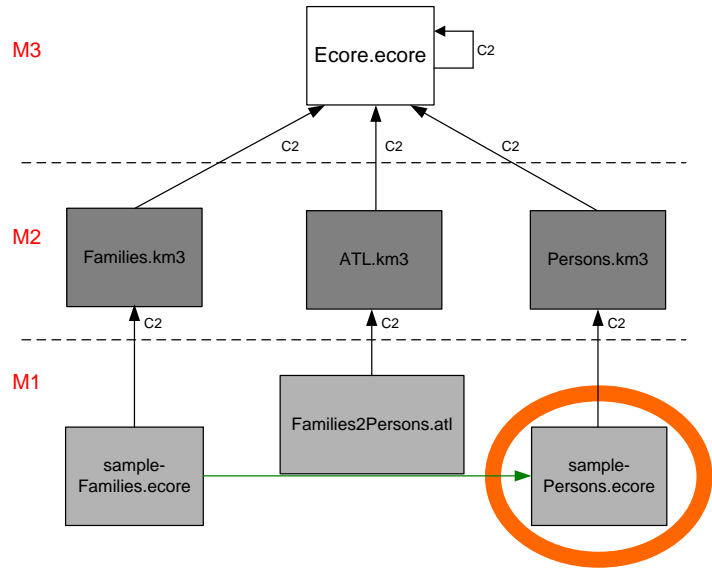 M3
Ecore.ecore
C2
C2
C2
C2
M2
Families.km3
ATL.km3
Persons.km3
C2
C2
C2
M1
Families2Persons.atl
sample-
Families.ecore
sample-
Persons.ecore